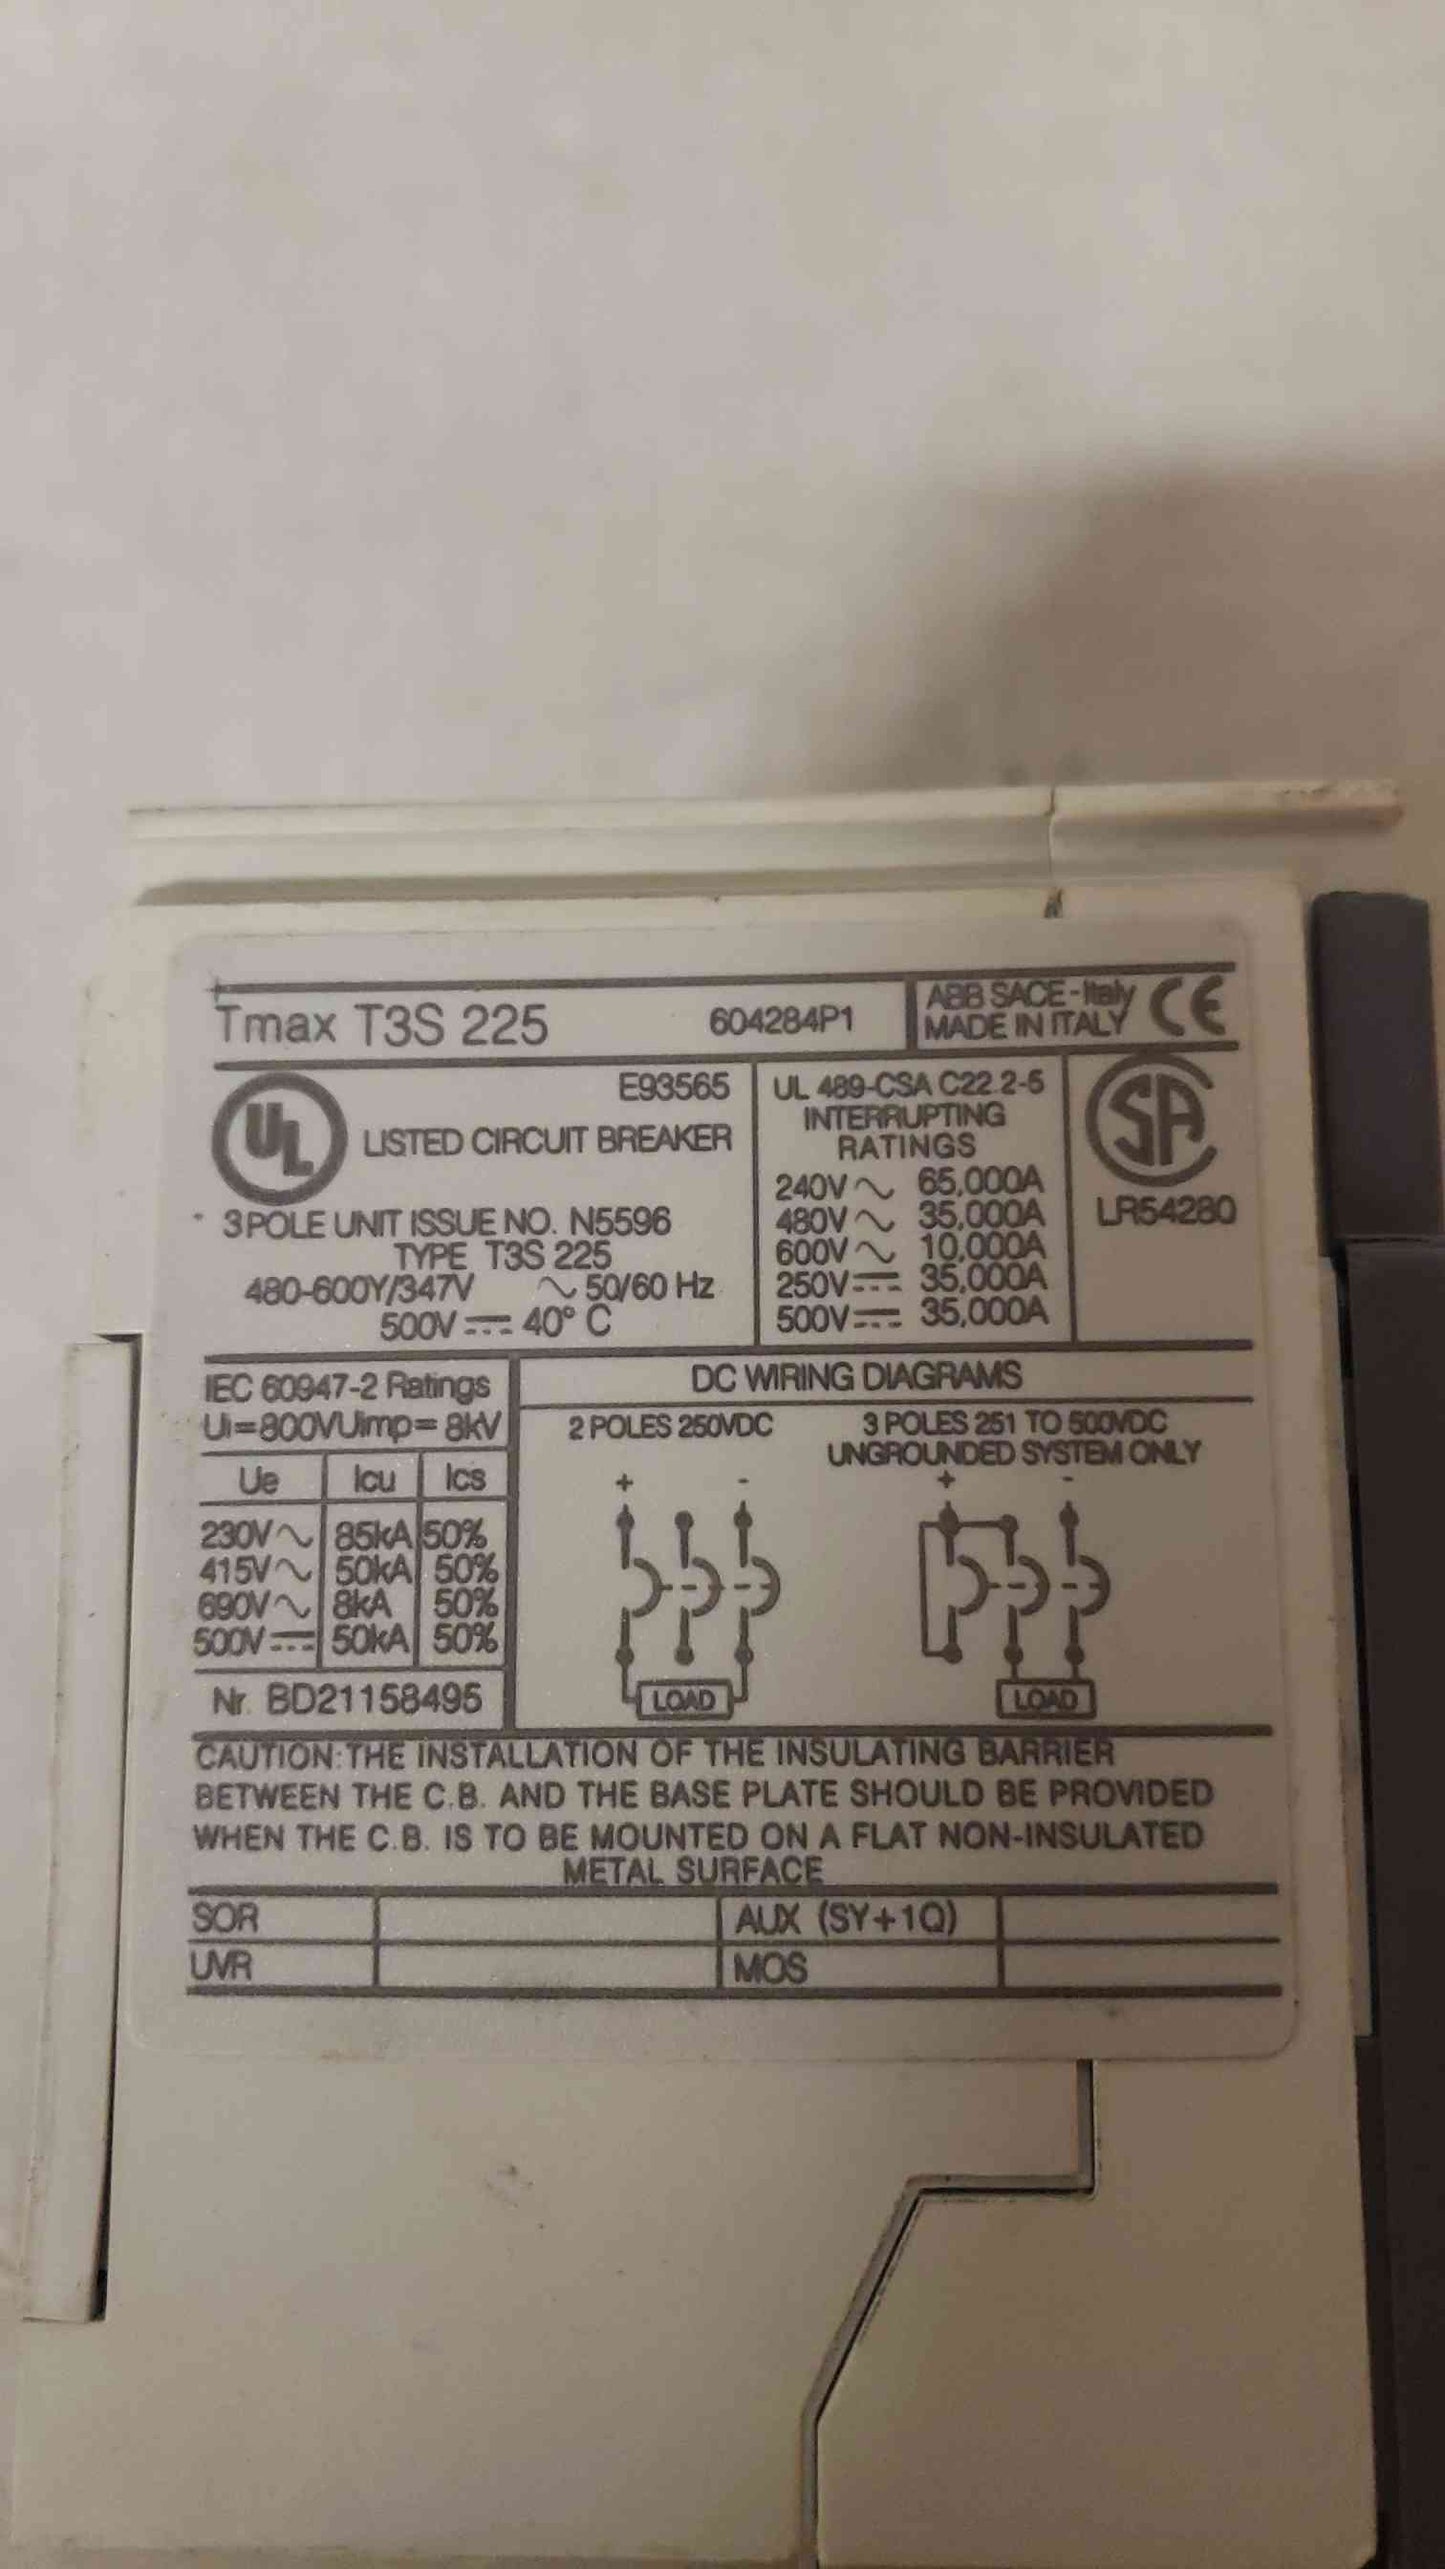 Tmax T3S 225 604284P1
ABB SACE - Italy
MADE IN ITALY CE
UL
E93565
LISTED CIRCUIT BREAKER
3 POLE UNIT ISSUE NO. N5596
TYPE T3S 225
480-600Y/347V ~ 50/60 Hz
500V ⎓ 40° C
UL 489-CSA C22.2-5
INTERRUPTING
RATINGS
240V ~ 65,000A
480V ~ 35,000A
600V ~ 10,000A
250V ⎓ 35,000A
500V ⎓ 35,000A
SA
LR54280
IEC 60947-2 Ratings
Ui=800V Uimp= 8kV
Ue Icu Ics
230V ~ 85kA 50%
415V ~ 50kA 50%
690V ~ 8kA 50%
500V ⎓ 50kA 50%
Nr. BD21158495
DC WIRING DIAGRAMS
2 POLES 250VDC
+ -
LOAD
3 POLES 251 TO 500VDC
UNGROUNDED SYSTEM ONLY
+ -
LOAD
CAUTION: THE INSTALLATION OF THE INSULATING BARRIER
BETWEEN THE C.B. AND THE BASE PLATE SHOULD BE PROVIDED
WHEN THE C.B. IS TO BE MOUNTED ON A FLAT NON-INSULATED
METAL SURFACE
SOR AUX (SY+1Q)
UVR MOS